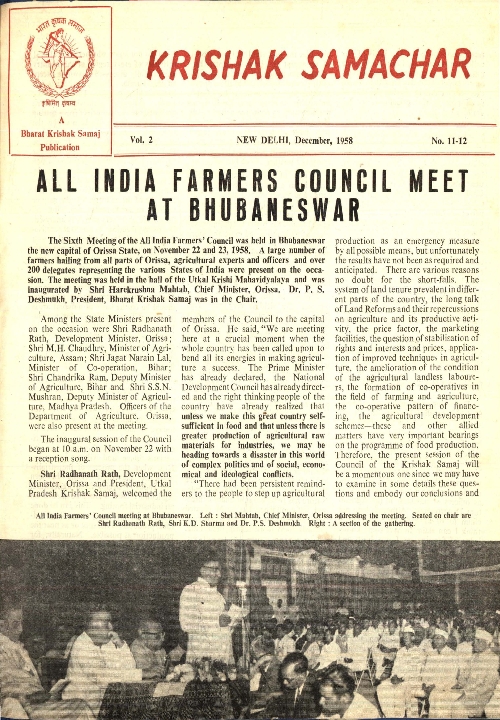 भारत कृषक समाज
कृषिमित् कृषस्व
A
Bharat Krishak Samaj
Publication
KRISHAK SAMACHAR
Vol. 2 NEW DELHI, December, 1958 No. 11-12
ALL INDIA FARMERS COUNCIL MEET
AT BHUBANESWAR
The Sixth Meeting of the All India Farmers' Council was held in Bhubaneswar
the new capital of Orissa State, on November 22 and 23, 1958. A large number of
farmers hailing from all parts of Orissa, agricultural experts and officers and over
200 delegates representing the various States of India were present on the occa-
sion. The meeting was held in the hall of the Utkal Krishi Mahavidyalaya and was
inaugurated by Shri Harekrushna Mahtab, Chief Minister, Orissa. Dr. P. S.
Deshmukh, President, Bharat Krishak Samaj was in the Chair.
Among the State Ministers present
on the occasion were Shri Radhanath
Rath, Development Minister, Orissa;
Shri M.H. Chaudhry, Minister of Agri-
culture, Assam; Shri Jagat Narain Lal,
Minister of Co-operation, Bihar;
Shri Chandrika Ram, Deputy Minister
of Agriculture, Bihar and Shri S.S.N.
Mushran, Deputy Minister of Agricul-
ture, Madhya Pradesh. Officers of the
Department of Agriculture, Orissa,
were also present at the meeting.
The inaugural session of the Council
began at 10 a.m. on November 22 with
a reception song.
Shri Radhanath Rath, Development
Minister, Orissa and President, Utkal
Pradesh Krishak Samaj, welcomed the
members of the Council to the capital
of Orissa. He said, "We are meeting
here at a crucial moment when the
whole country has been called upon to
bend all its energies in making agricul-
ture a success. The Prime Minister
has already declared, the National
Development Council has already direct-
ed and the right thinking people of the
country have already realized that
unless we make this great country self-
sufficient in food and that unless there is
greater production of agricultural raw
materials for industries, we may be
heading towards a disaster in this world
of complex politics and of social, econo-
mical and ideological conflicts.
"There had been persistent remind-
ers to the people to step up agricultural
production as an emergency measure
by all possible means, but unfortunately
the results have not been as required and
anticipated. There are various reasons
no doubt for the short-falls. The
system of land tenure prevalent in differ-
ent parts of the country, the long talk
of Land Reforms and their repercussions
on agriculture and its productive acti-
vity, the price factor, the marketing
facilities, the question of stabilization of
rights and interests and prices, applica-
tion of improved techniques in agricul-
ture, the amelioration of the condition
of the agricultural landless laboure-
rs, the formation of co-operatives in
the field of farming and agriculture,
the co-operative pattern of financ-
ing, the agricultural development
schemes—these and other allied
matters have very important bearings
on the programme of food production.
Therefore, the present session of the
Council of the Krishak Samaj will
be a momentous one since we may have
to examine in some details these ques-
tions and embody our conclusions and
All India Farmers' Council meeting at Bhubaneswar. Left : Shri Mahtab, Chief Minister, Orissa addressing the meeting. Seated on chair are
Shri Radhanath Rath, Shri K.D. Sharma and Dr. P.S. Deshmukh. Right : A section of the gathering.